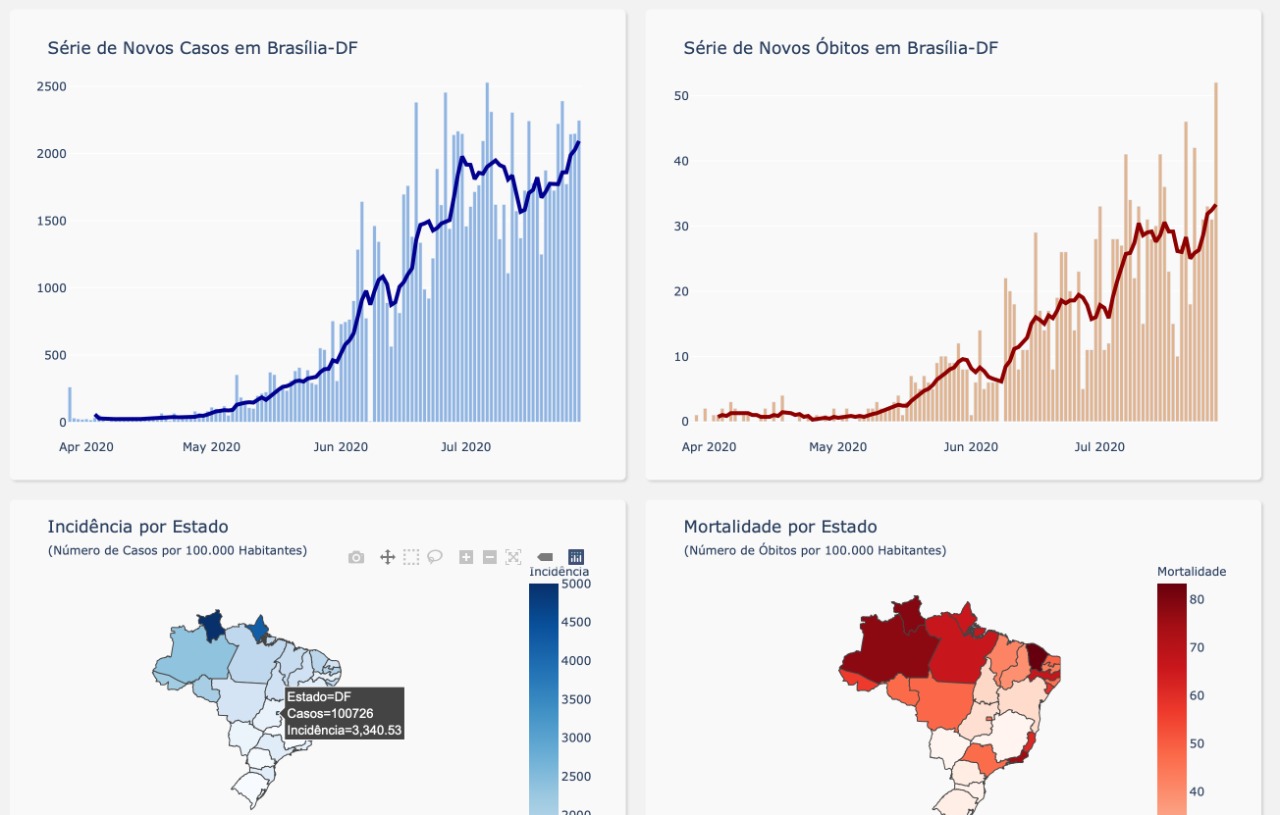 Série de Novos Casos em Brasília-DF
2500
2000
1500
1000
500
0
Apr 2020
May 2020
Jun 2020
Jul 2020
Série de Novos Óbitos em Brasília-DF
50
40
30
20
10
0
Apr 2020
May 2020
Jun 2020
Jul 2020
Incidência por Estado
(Número de Casos por 100.000 Habitantes)
Incidência
5000
4500
4000
3500
3000
2500
2000
Estado=DF
Casos=100726
Incidência=3,340.53
Mortalidade por Estado
(Número de Óbitos por 100.000 Habitantes)
Mortalidade
80
70
60
50
40